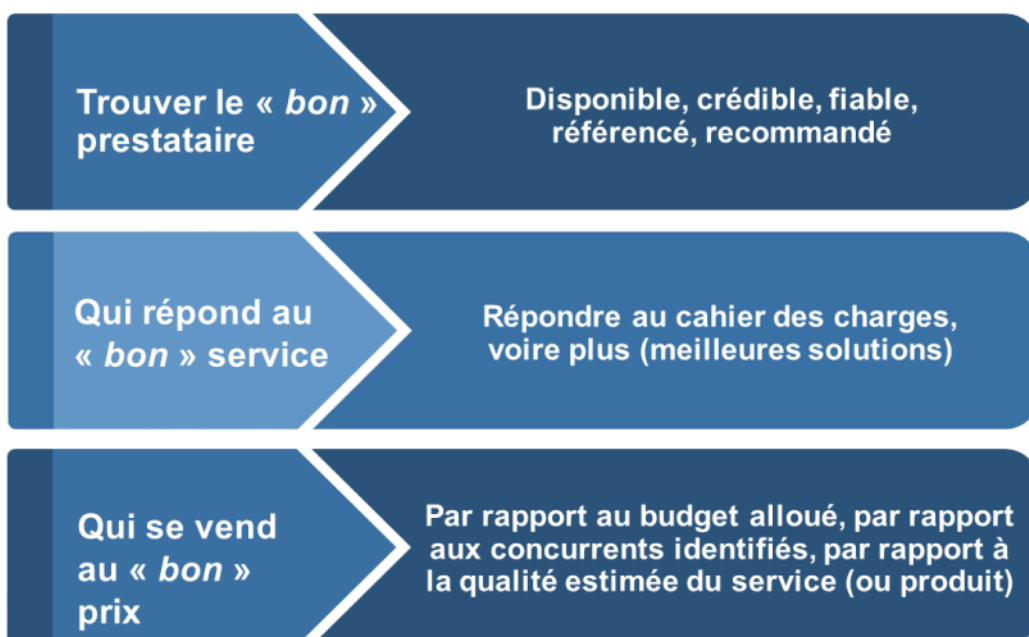 Trouver le « bon »
prestataire
Disponible, crédible, fiable,
référencé, recommandé
Qui répond au
« bon » service
Répondre au cahier des charges,
voire plus (meilleures solutions)
Qui se vend
au « bon »
prix
Par rapport au budget alloué, par rapport
aux concurrents identifiés, par rapport à
la qualité estimée du service (ou produit)